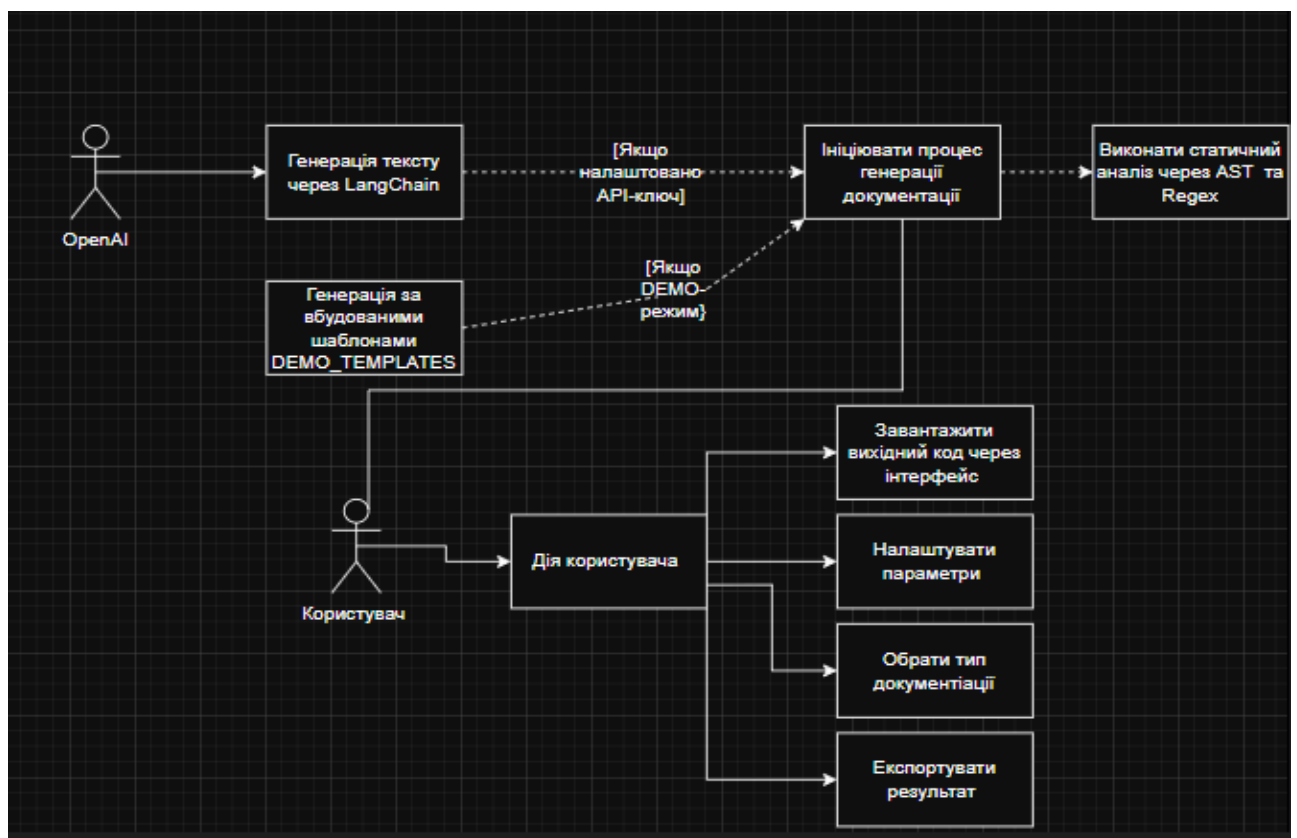 Генерація тексту
через LangChain
[Якщо
налаштовано
API-ключ]
Ініціювати процес
генерації
документації
Виконати статичний
аналіз через AST та
Regex
OpenAI
[Якщо
DEMO-
режим}
Генерація за
вбудованими
шаблонами
DEMO_TEMPLATES
Завантажити
вихідний код через
інтерфейс
Дія користувача
Налаштувати
параметри
Користувач
Обрати тип
документіації
Експортувати
результат